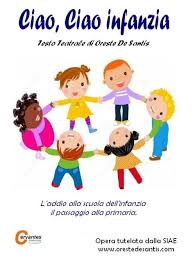 Ciao, Ciao infanzia
Testo Teatrale di Oreste De Santis
L'addio alla scuola dell'infanzia
il passaggio alla primaria.
Cervantes
Opera tutelata dalla SIAE
www.orestedesantis.com